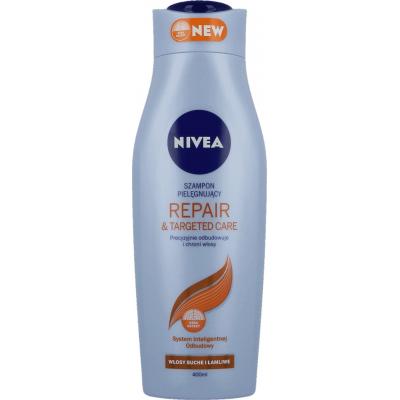 NEW
NIVEA
SZAMPON
PIELĘGNUJĄCY
REPAIR
& TARGETED CARE
Precyzyjnie odbudowuje
i chroni włosy
System Inteligentnej
Odbudowy
WŁOSY SUCHE I ŁAMLIWE
400ml